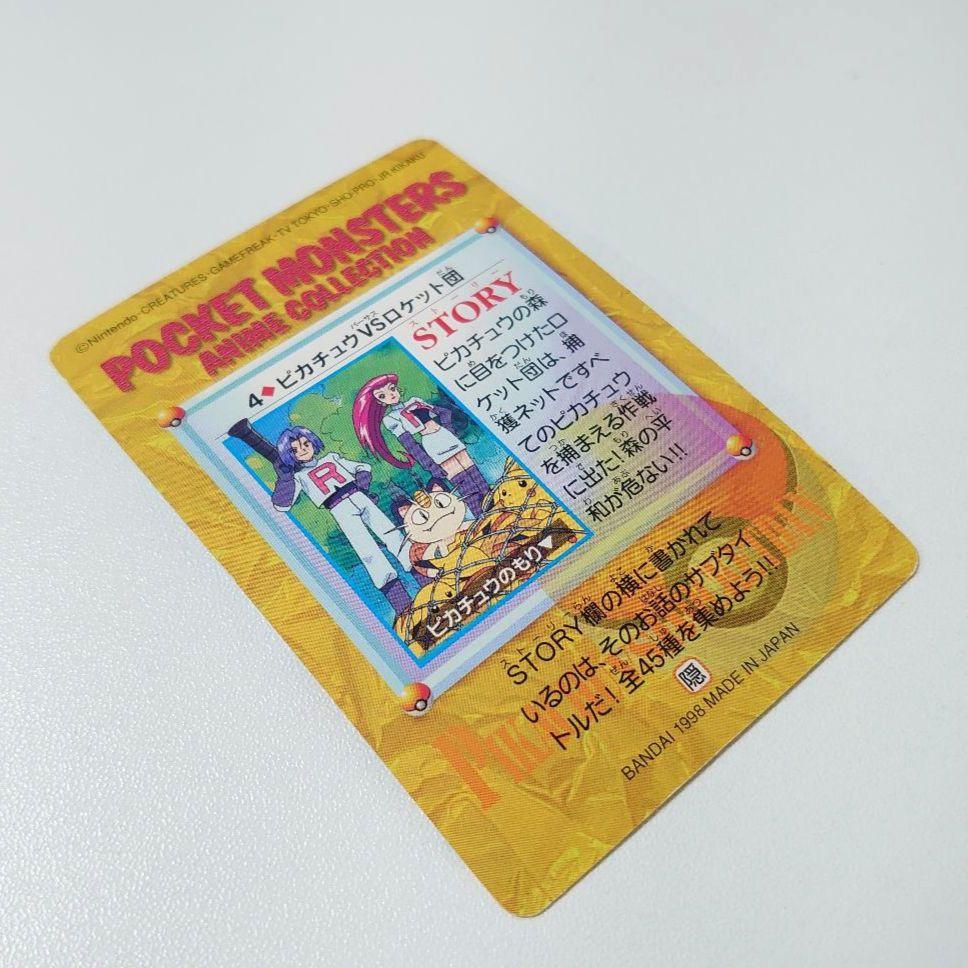 ©Nintendo・CREATURES・GAMEFREAK・TV TOKYO・SHO-PRO・JR KIKAKU
POCKET MONSTERS
ANIME COLLECTION
4♦ピカチュウVSロケット団
STORY
ピカチュウの森
に目をつけたロ
ケット団は、捕
獲ネットですべ
てのピカチュウ
を捕まえる作戦
に出た!森の平
和が危ない!!
R
R
ピカチュウのもり▼
STORY欄の横に書かれて
いるのは、そのお話のサブタイ
トルだ!全45種を集めよう!!
隠
BANDAI 1998 MADE IN JAPAN